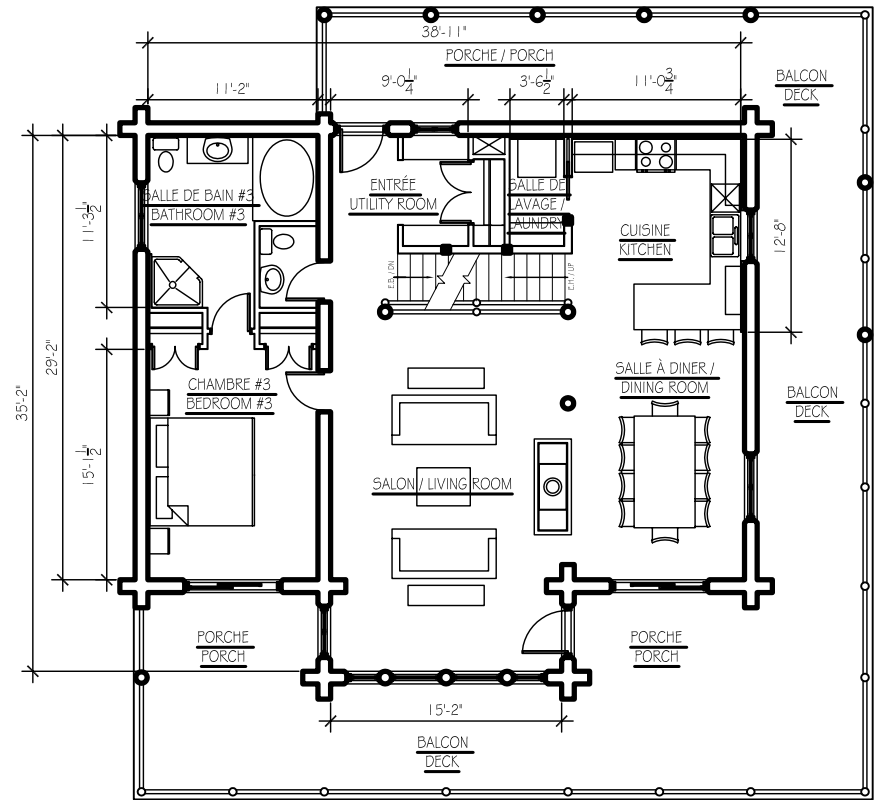 38'-11"
PORCHE / PORCH
BALCON
DECK
11'-2"
9'-0 1/4"
3'-6 1/2"
11'-0 3/4"
ENTRÉE
UTILITY ROOM
SALLE DE
LAVAGE /
LAUNDRY
SALLE DE BAIN #3
BATHROOM #3
11'-3 1/2"
CUISINE
KITCHEN
12'-8"
E.B. / DN
E.H. / UP
29'-2"
35'-2"
CHAMBRE #3
BEDROOM #3
SALLE À DINER /
DINING ROOM
BALCON
DECK
15'-1 1/2"
SALON / LIVING ROOM
PORCHE
PORCH
PORCHE
PORCH
15'-2"
BALCON
DECK